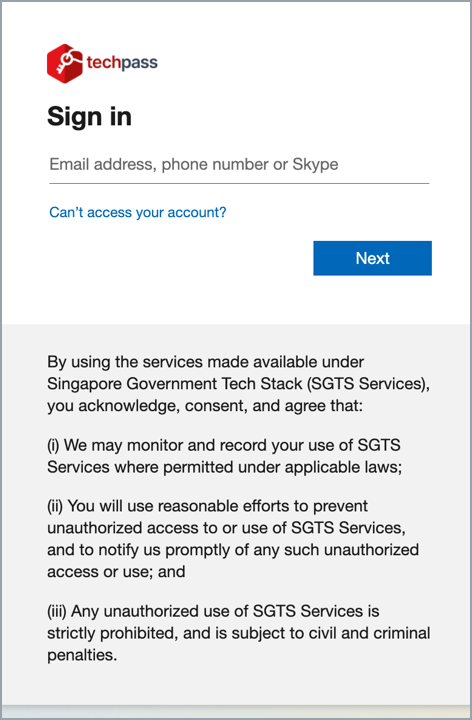 techpass
Sign in
Email address, phone number or Skype
Can't access your account?
Next
By using the services made available under
Singapore Government Tech Stack (SGTS Services),
you acknowledge, consent, and agree that:
(i) We may monitor and record your use of SGTS
Services where permitted under applicable laws;
(ii) You will use reasonable efforts to prevent
unauthorized access to or use of SGTS Services,
and to notify us promptly of any such unauthorized
access or use; and
(iii) Any unauthorized use of SGTS Services is
strictly prohibited, and is subject to civil and criminal
penalties.